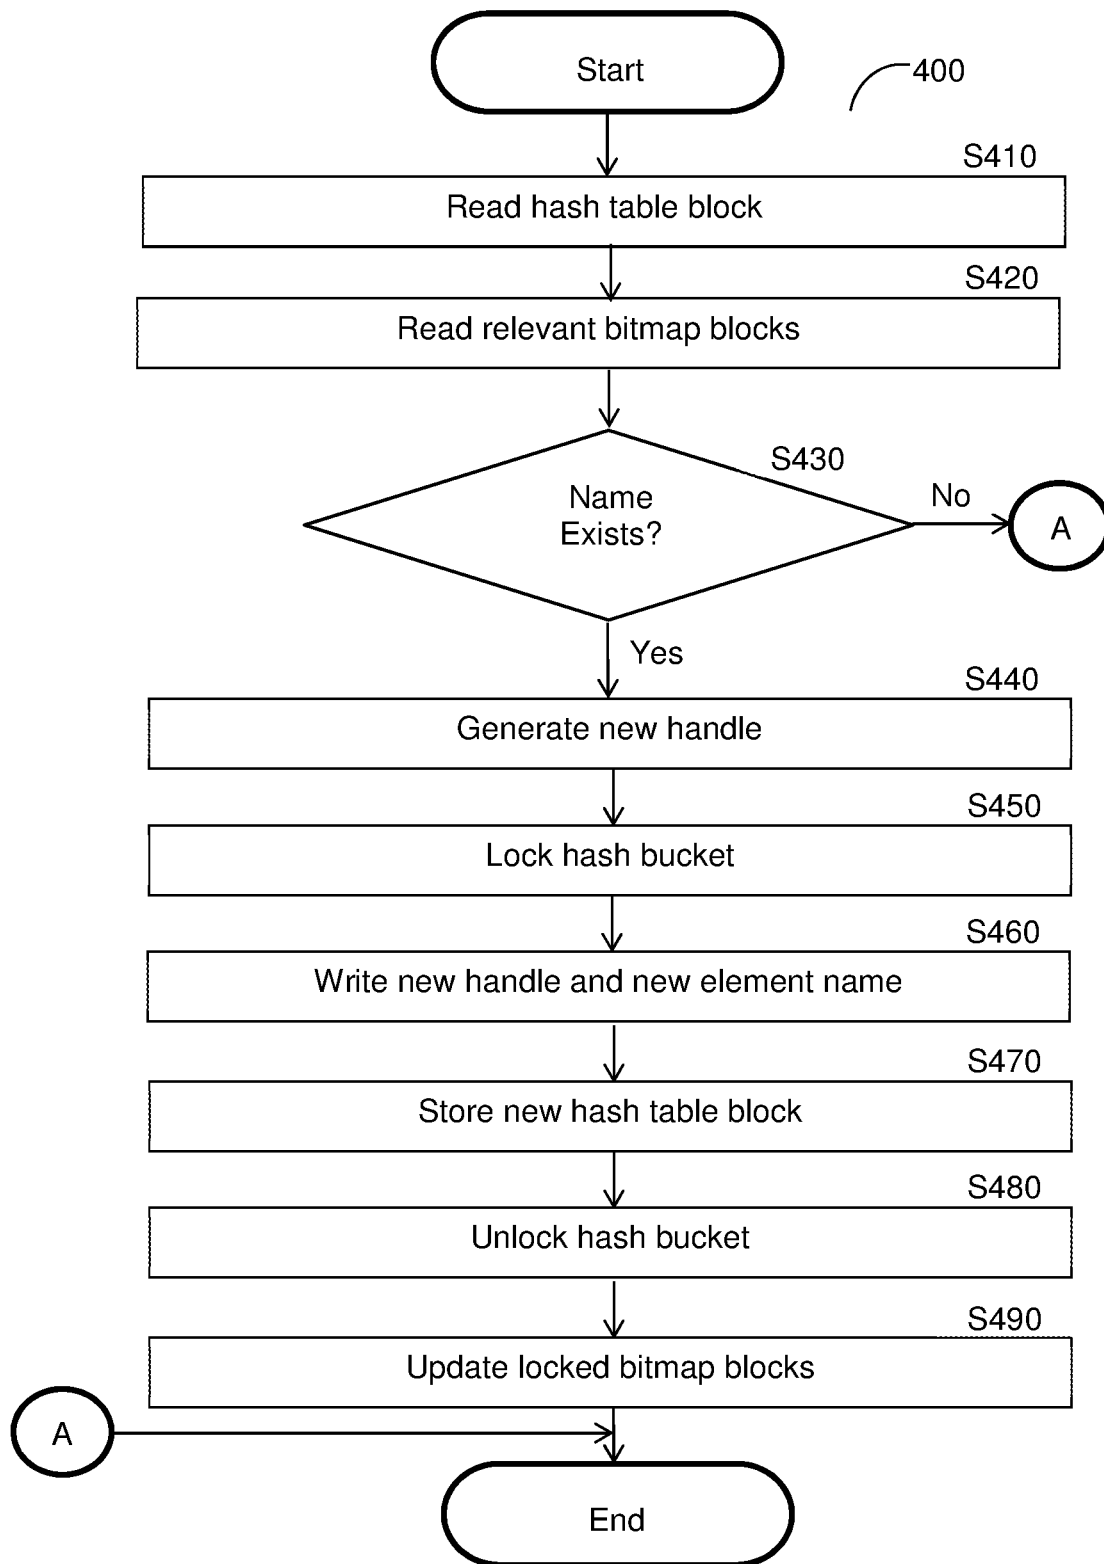 Start
400
S410
Read hash table block
S420
Read relevant bitmap blocks
S430
Name
Exists?
No
A
Yes
S440
Generate new handle
S450
Lock hash bucket
S460
Write new handle and new element name
S470
Store new hash table block
S480
Unlock hash bucket
S490
Update locked bitmap blocks
A
End